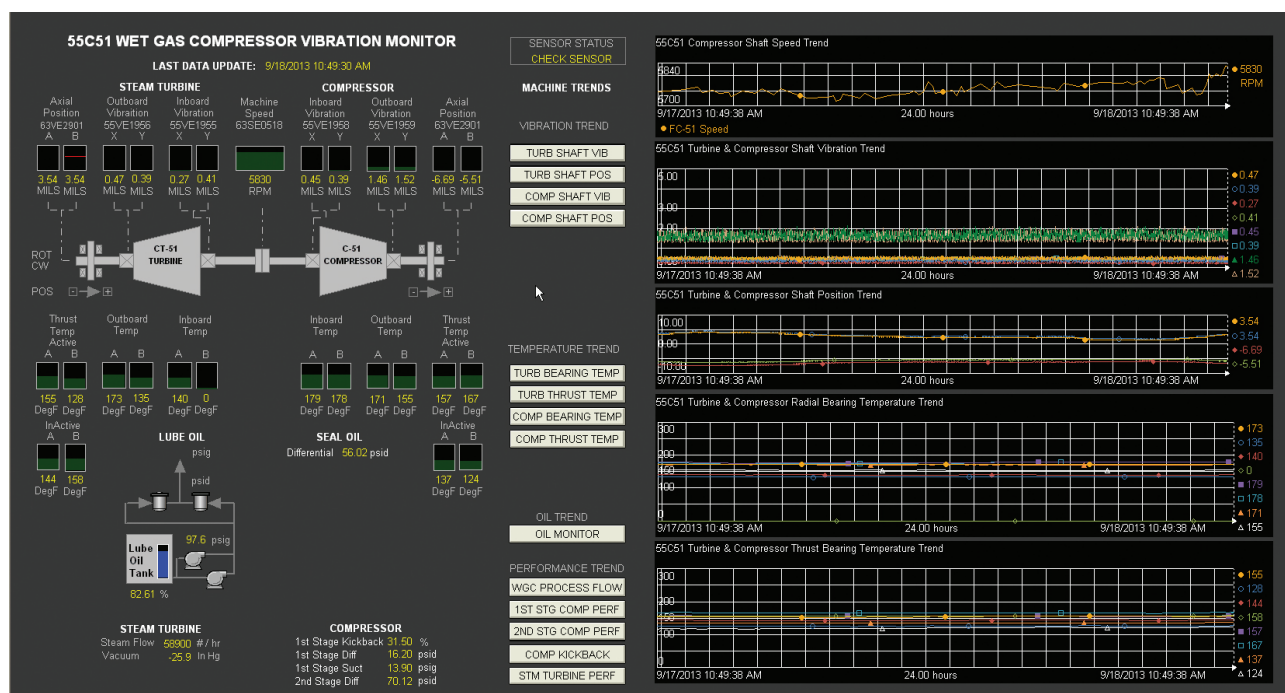 55C51 WET GAS COMPRESSOR VIBRATION MONITOR
LAST DATA UPDATE: 9/18/2013 10:49:30 AM
SENSOR STATUS
CHECK SENSOR
STEAM TURBINE
COMPRESSOR
Axial Position 63VE2901
A B
Outboard Vibration 55VE1956
X Y
Inboard Vibration 55VE1955
X Y
Machine Speed 63SE0518
Inboard Vibration 55VE1958
X Y
Outboard Vibration 55VE1959
X Y
Axial Position 63VE2901
A B
3.54 3.54 0.47 0.39 0.27 0.41 5830 0.45 0.39 1.46 1.52 -6.69 -5.51
MILS MILS MILS MILS MILS MILS RPM MILS MILS MILS MILS MILS MILS
ROT CW
CT-51 TURBINE
C-51 COMPRESSOR
POS - + - +
Thrust Temp Active
A B
Outboard Temp
A B
Inboard Temp
A B
Inboard Temp
A B
Outboard Temp
A B
Thrust Temp Active
A B
155 128 173 135 140 0 179 178 171 155 157 167
DegF DegF DegF DegF DegF DegF DegF DegF DegF DegF DegF DegF
InActive
A B
144 158
DegF DegF
LUBE OIL
psig
psid
97.6 psig
Lube Oil Tank
82.61 %
SEAL OIL
Differential 56.02 psid
InActive
A B
137 124
DegF DegF
STEAM TURBINE
Steam Flow 58900 #/hr
Vacuum -25.9 In Hg
COMPRESSOR
1st Stage Kickback 31.50 %
1st Stage Diff 16.20 psid
1st Stage Suct 13.90 psig
2nd Stage Diff 70.12 psid
MACHINE TRENDS
VIBRATION TREND
TURB SHAFT VIB
TURB SHAFT POS
COMP SHAFT VIB
COMP SHAFT POS
TEMPERATURE TREND
TURB BEARING TEMP
TURB THRUST TEMP
COMP BEARING TEMP
COMP THRUST TEMP
OIL TREND
OIL MONITOR
PERFORMANCE TREND
WGC PROCESS FLOW
1ST STG COMP PERF
2ND STG COMP PERF
COMP KICKBACK
STM TURBINE PERF
55C51 Compressor Shaft Speed Trend
5840
5700
5830
RPM
9/17/2013 10:49:38 AM 24.00 hours 9/18/2013 10:49:38 AM
FC-51 Speed
55C51 Turbine & Compressor Shaft Vibration Trend
5.00
3.00
2.00
0.47
0.39
0.27
0.41
0.45
0.39
1.46
1.52
9/17/2013 10:49:38 AM 24.00 hours 9/18/2013 10:49:38 AM
55C51 Turbine & Compressor Shaft Position Trend
10.00
0.00
-10.00
3.54
3.54
-6.69
-5.51
9/17/2013 10:49:38 AM 24.00 hours 9/18/2013 10:49:38 AM
55C51 Turbine & Compressor Radial Bearing Temperature Trend
300
200
150
100
0
173
135
140
0
179
178
171
155
9/17/2013 10:49:38 AM 24.00 hours 9/18/2013 10:49:38 AM
55C51 Turbine & Compressor Thrust Bearing Temperature Trend
300
200
100
0
155
128
144
158
157
167
137
124
9/17/2013 10:49:38 AM 24.00 hours 9/18/2013 10:49:38 AM